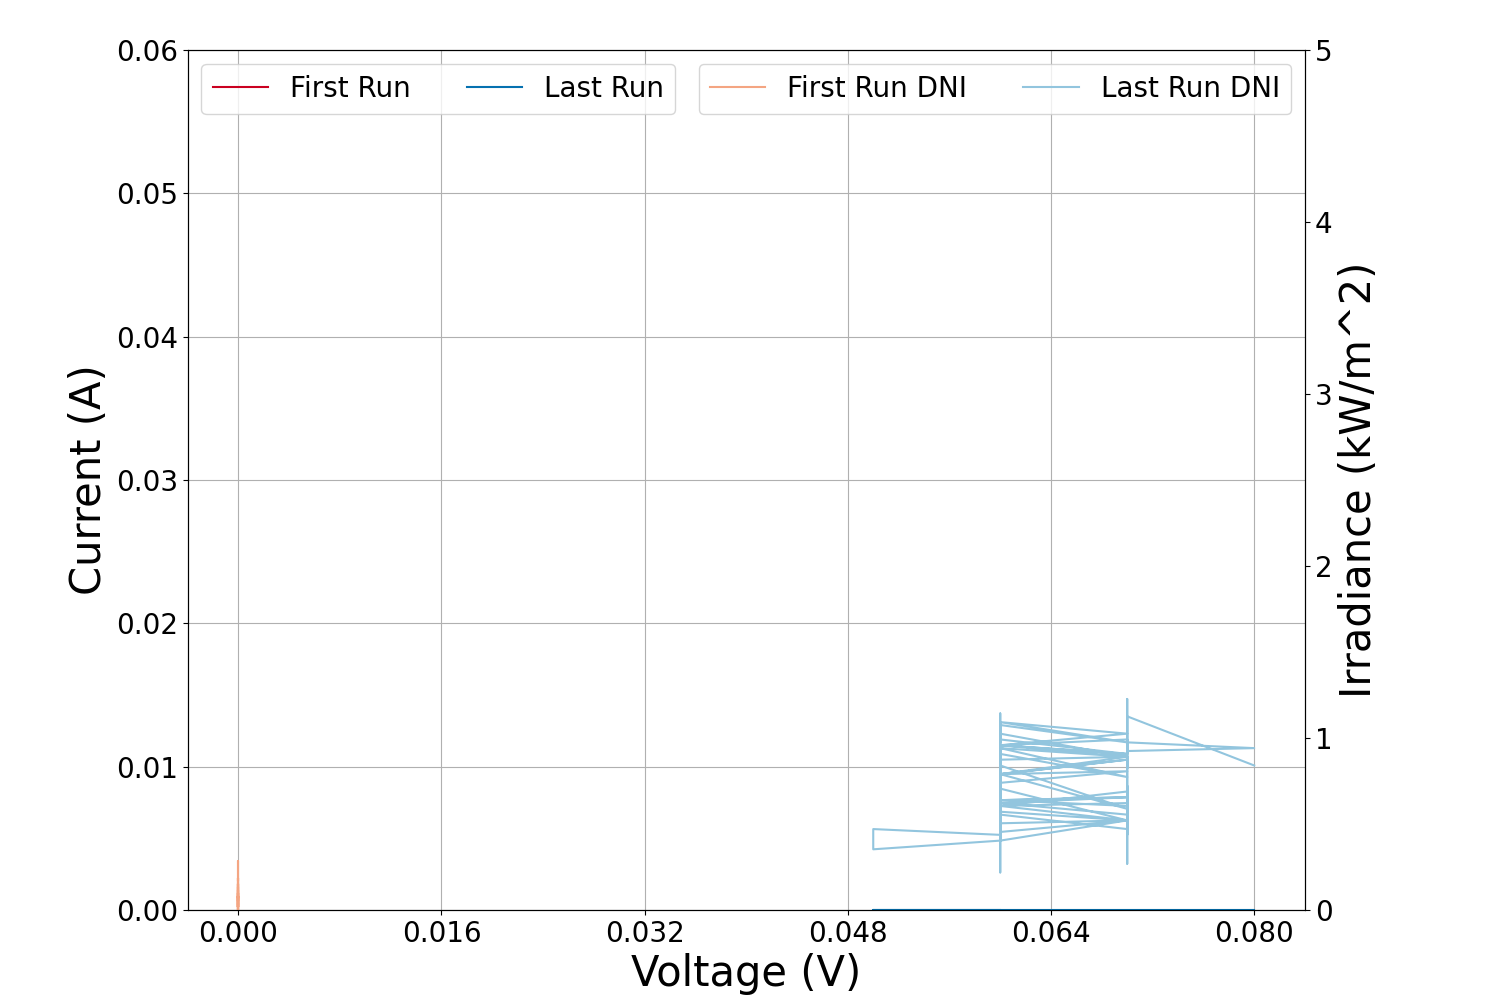 First Run
Last Run
First Run DNI
Last Run DNI
Current (A)
0.06
0.05
0.04
0.03
0.02
0.01
0.00
0.000
0.016
0.032
0.048
0.064
0.080
Voltage (V)
5
4
3
2
1
0
Irradiance (kW/m^2)